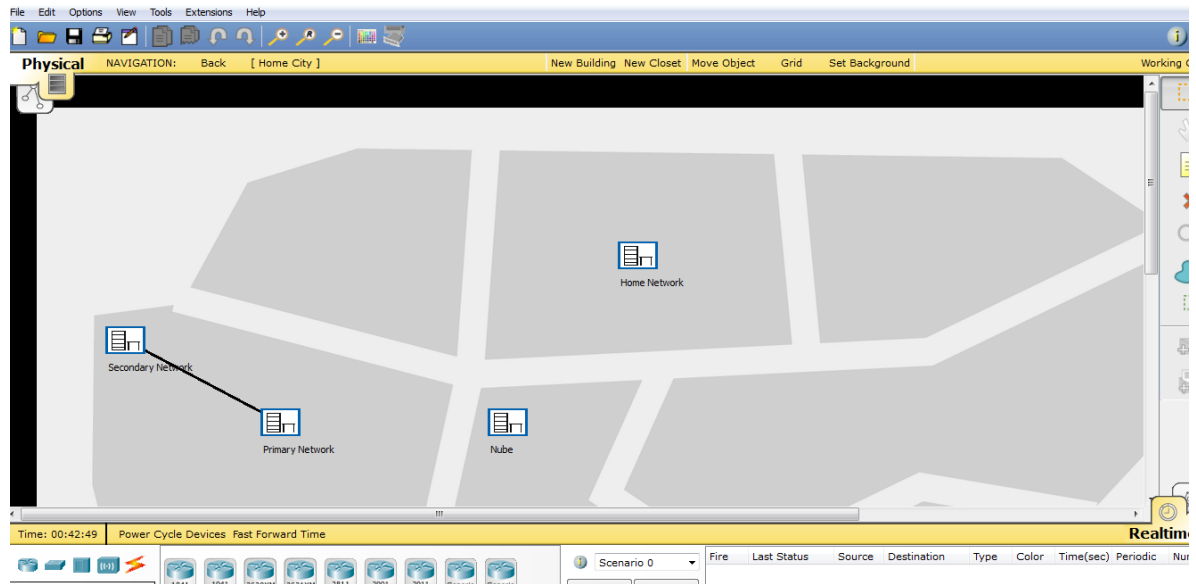 File Edit Options View Tools Extensions Help
Physical NAVIGATION: Back [ Home City ] New Building New Closet Move Object Grid Set Background Working
Home Network
Secondary Network
Primary Network
Nube
Time: 00:42:49 Power Cycle Devices Fast Forward Time
Realtime
Scenario 0 Fire Last Status Source Destination Type Color Time(sec) Periodic